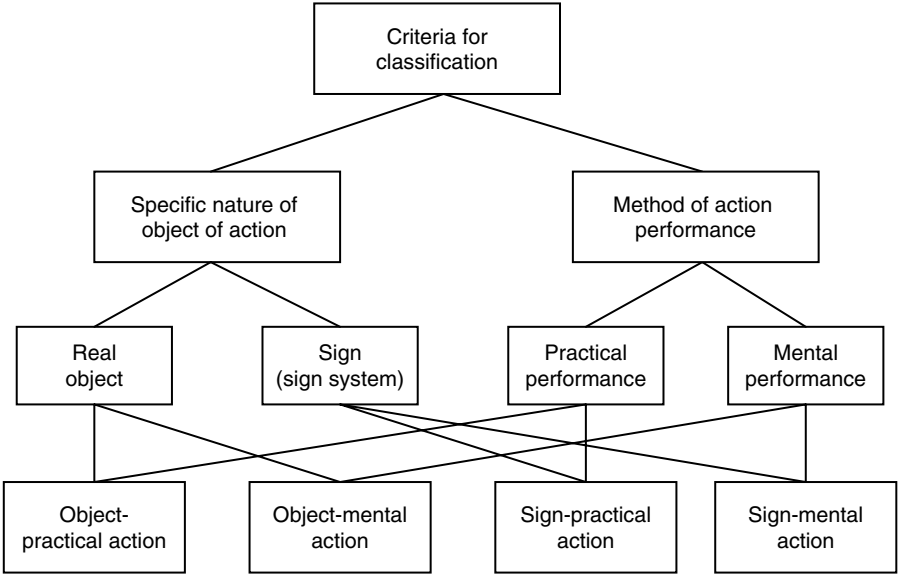 Criteria for
classification
Specific nature of
object of action
Method of action
performance
Real
object
Sign
(sign system)
Practical
performance
Mental
performance
Object-
practical action
Object-mental
action
Sign-practical
action
Sign-mental
action